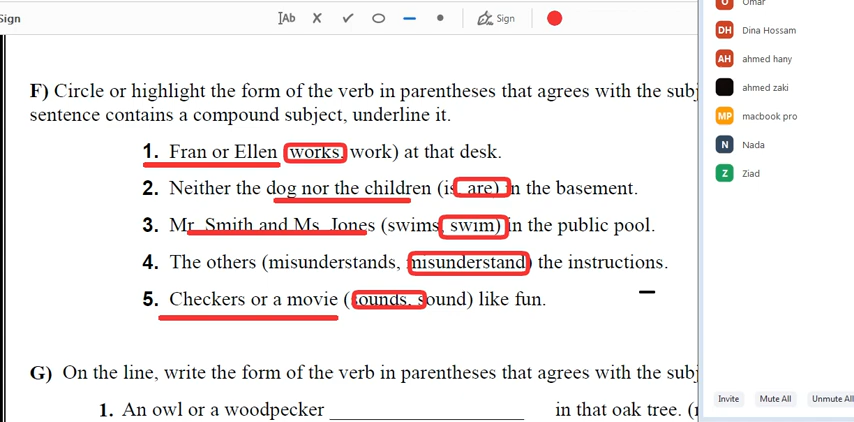 Sign
IAb X Sign
F) Circle or highlight the form of the verb in parentheses that agrees with the subj
sentence contains a compound subject, underline it.
1. Fran or Ellen (works, work) at that desk.
2. Neither the dog nor the children (is, are) in the basement.
3. Mr. Smith and Ms. Jones (swims, swim) in the public pool.
4. The others (misunderstands, misunderstand) the instructions.
5. Checkers or a movie (sounds, sound) like fun.
G) On the line, write the form of the verb in parentheses that agrees with the subj
1. An owl or a woodpecker ____________________ in that oak tree. (
Omar
DH Dina Hossam
AH ahmed hany
ahmed zaki
MP macbook pro
N Nada
Z Ziad
Invite Mute All Unmute All